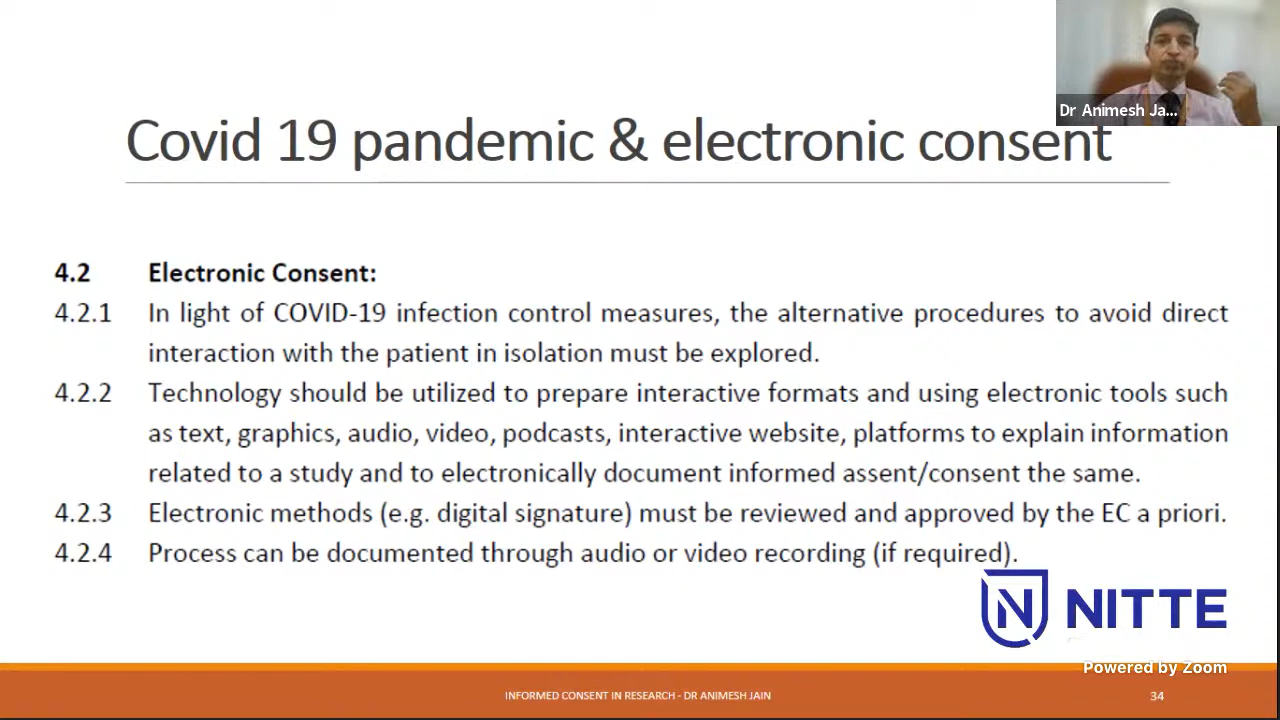 Dr Animesh Ja...
Covid 19 pandemic & electronic consent
4.2 Electronic Consent:
4.2.1 In light of COVID-19 infection control measures, the alternative procedures to avoid direct
interaction with the patient in isolation must be explored.
4.2.2 Technology should be utilized to prepare interactive formats and using electronic tools such
as text, graphics, audio, video, podcasts, interactive website, platforms to explain information
related to a study and to electronically document informed assent/consent the same.
4.2.3 Electronic methods (e.g. digital signature) must be reviewed and approved by the EC a priori.
4.2.4 Process can be documented through audio or video recording (if required).
NITTE
Powered by Zoom
INFORMED CONSENT IN RESEARCH - DR ANIMESH JAIN
34